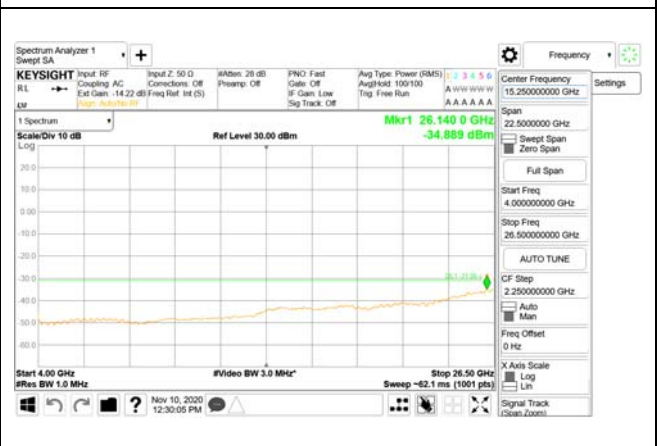 Spectrum Analyzer 1
Swept SA
Frequency
KEYSIGHT
RL
Input: RF
Coupling: AC
Ext Gain: -14.22 dB
Align: Auto/No RF
Input Z: 50 Ω
Corrections: Off
Freq Ref: Int (S)
#Atten: 28 dB
Preamp: Off
PNO: Fast
Gate: Off
IF Gain: Low
Sig Track: Off
Avg Type: Power (RMS)
Avg|Hold: 100/100
Trig: Free Run
1 2 3 4 5 6
A W W W W W
A A A A A A
Settings
1 Spectrum
Scale/Div 10 dB
Log
Ref Level 30.00 dBm
Mkr1 26.140 0 GHz
-34.889 dBm
20.0
10.0
0.00
-10.0
-20.0
-30.0
-40.0
-50.0
-60.0
Start 4.00 GHz
#Res BW 1.0 MHz
#Video BW 3.0 MHz*
Stop 26.50 GHz
Sweep ~62.1 ms (1001 pts)
Center Frequency
15.250000000 GHz
Span
22.5000000 GHz
Swept Span
Zero Span
Full Span
Start Freq
4.000000000 GHz
Stop Freq
26.500000000 GHz
AUTO TUNE
CF Step
2.250000000 GHz
Auto
Man
Freq Offset
0 Hz
X Axis Scale
Log
Lin
Signal Track
(Span Zoom)
?
Nov 10, 2020
12:30:05 PM